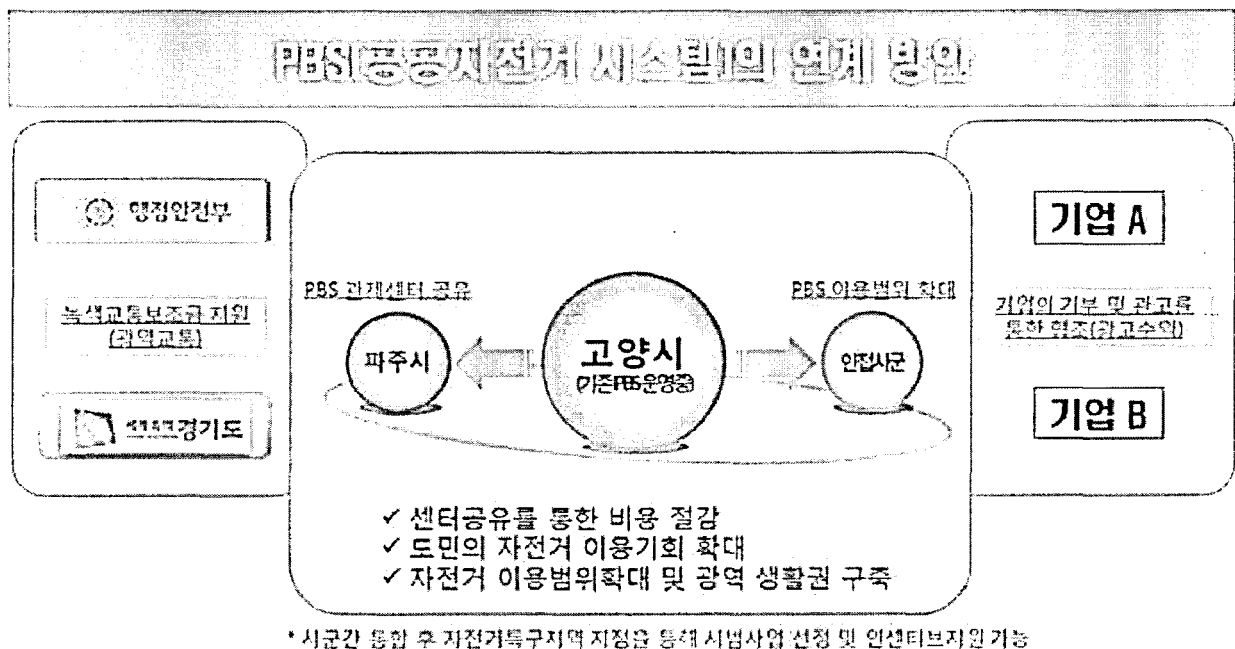 PBS(공공자전거 시스템)의 연계 방안
행정안전부
녹색교통보조금 지원
(광역교통)
경기도
PBS 관제센터 공유
파주시
고양시
(기존PBS운영중)
PBS 이용범위 확대
인접시군
기업 A
기업의 기부 및 광고를
통한 협조(광고수익)
기업 B
✓ 센터공유를 통한 비용 절감
✓ 도민의 자전거 이용기회 확대
✓ 자전거 이용범위확대 및 광역 생활권 구축
* 시군간 통합 후 자전거특구지역 지정을 통해 시범사업 선정 및 인센티브지원 가능